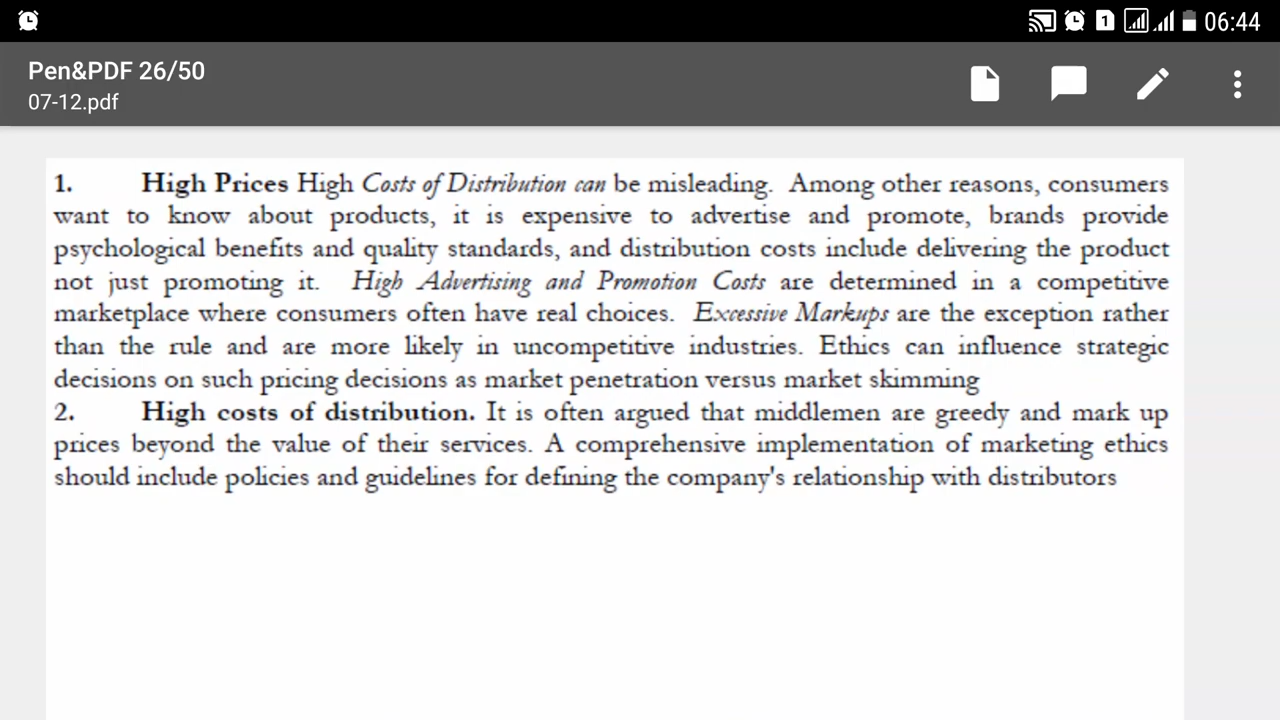 1 06:44
Pen&PDF 26/50
07-12.pdf
1. High Prices High Costs of Distribution can be misleading. Among other reasons, consumers
want to know about products, it is expensive to advertise and promote, brands provide
psychological benefits and quality standards, and distribution costs include delivering the product
not just promoting it. High Advertising and Promotion Costs are determined in a competitive
marketplace where consumers often have real choices. Excessive Markups are the exception rather
than the rule and are more likely in uncompetitive industries. Ethics can influence strategic
decisions on such pricing decisions as market penetration versus market skimming
2. High costs of distribution. It is often argued that middlemen are greedy and mark up
prices beyond the value of their services. A comprehensive implementation of marketing ethics
should include policies and guidelines for defining the company's relationship with distributors